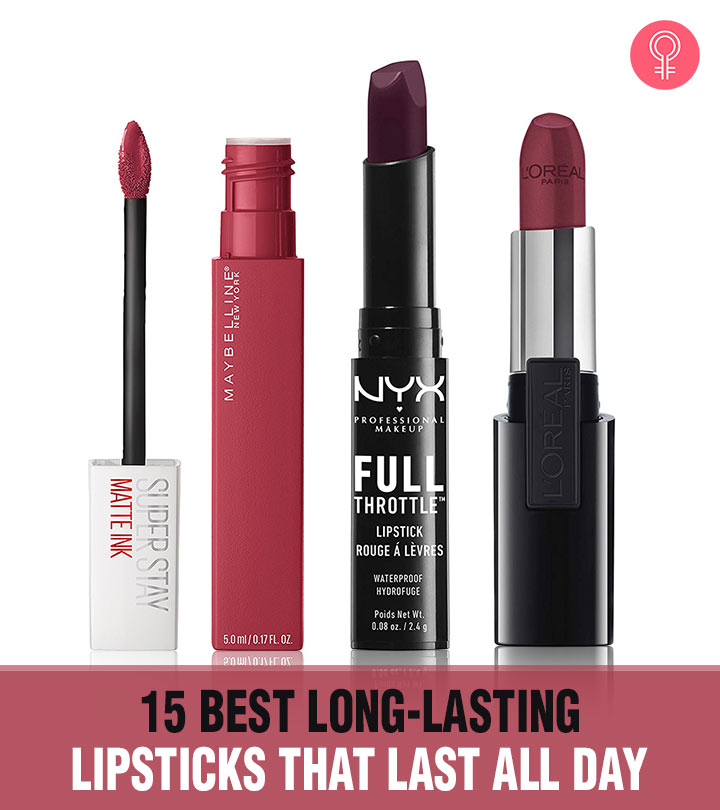 SUPER STAY
MATTE INK
MAYBELLINE®
NEW YORK
5.0 ml / 0.17 FL. OZ.
NYX
PROFESSIONAL
MAKEUP
FULL
THROTTLE™
LIPSTICK
ROUGE Á LÈVRES
WATERPROOF
HYDROFUGE
Poids Net Wt.
0.08 oz. / 2.4 g
L'ORÉAL
PARIS
L'ORÉAL
PARIS
15 BEST LONG-LASTING
LIPSTICKS THAT LAST ALL DAY